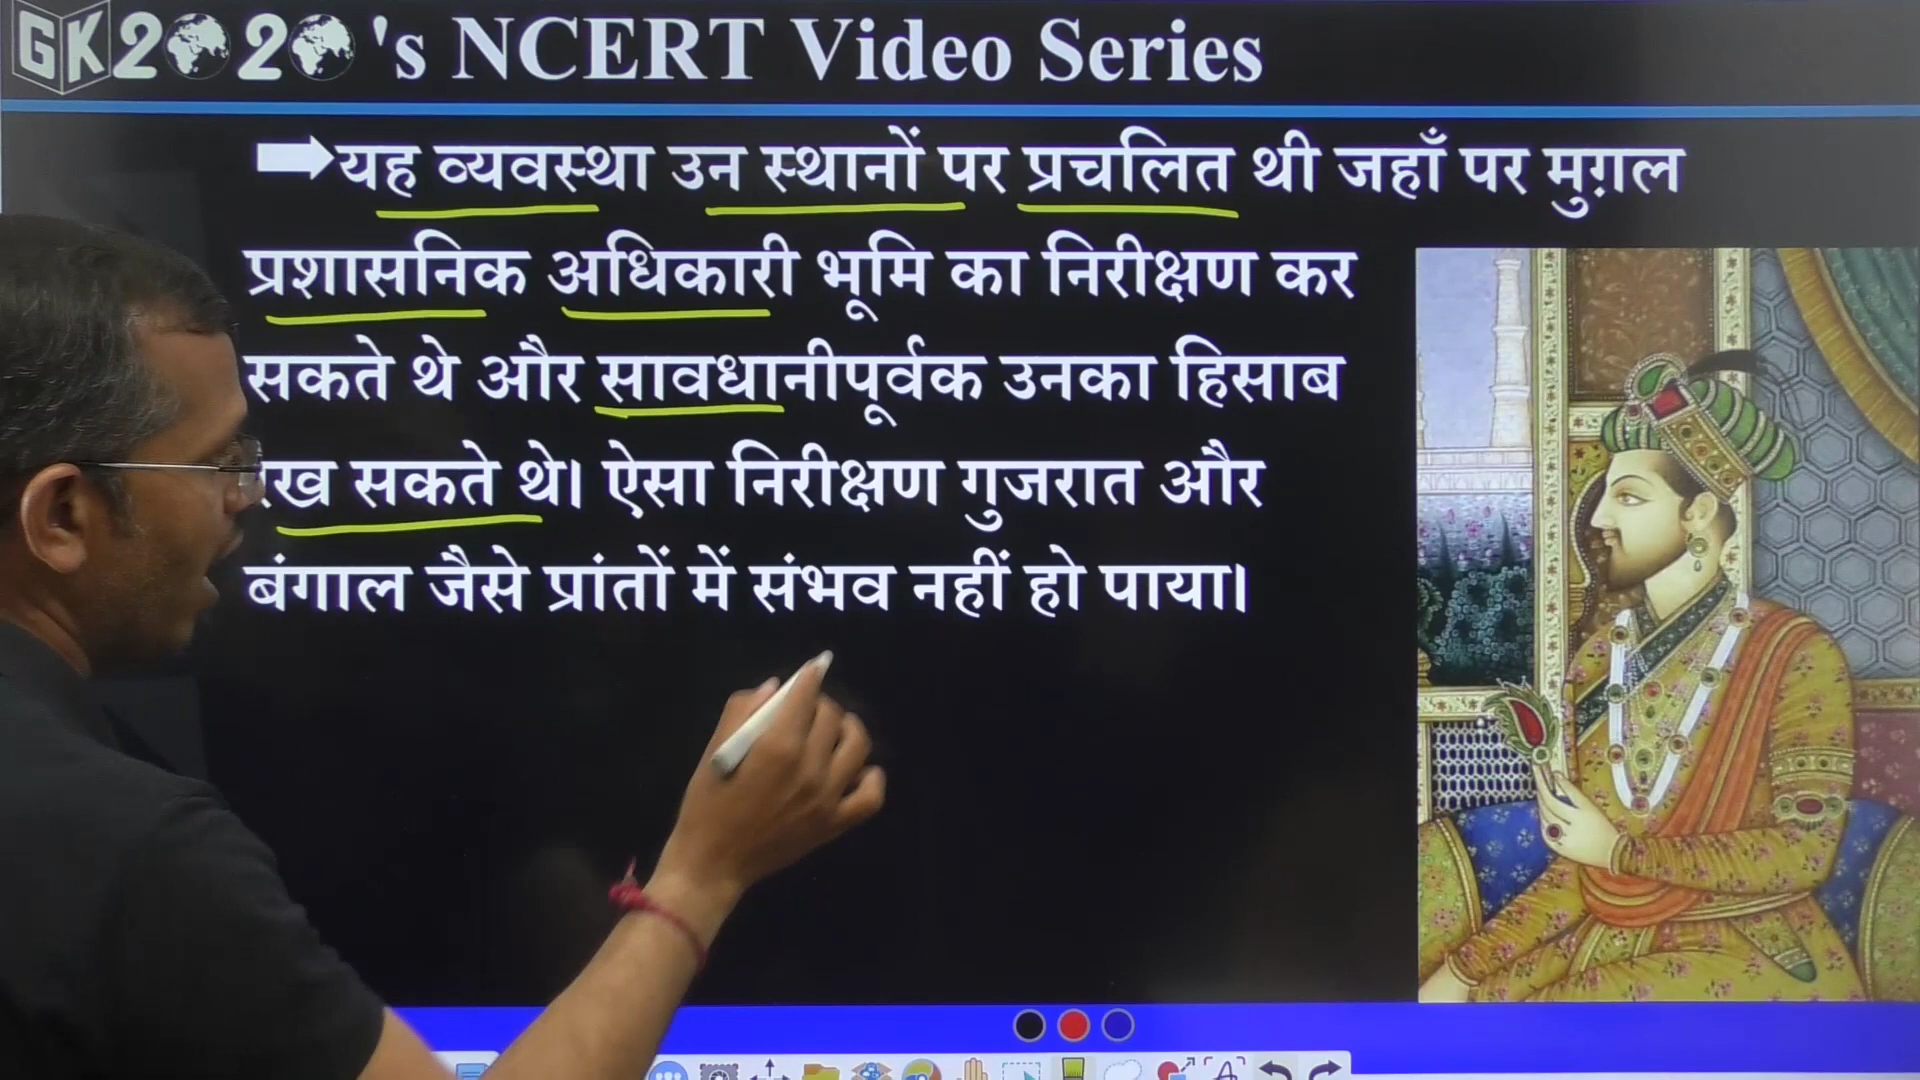 GK2020's NCERT Video Series
यह व्यवस्था उन स्थानों पर प्रचलित थी जहाँ पर मुग़ल
प्रशासनिक अधिकारी भूमि का निरीक्षण कर
सकते थे और सावधानीपूर्वक उनका हिसाब
रख सकते थे। ऐसा निरीक्षण गुजरात और
बंगाल जैसे प्रांतों में संभव नहीं हो पाया।